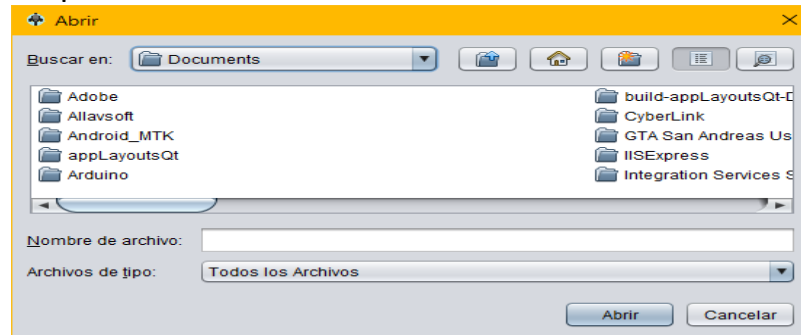 Abrir
Buscar en: Documents
Adobe
Allavsoft
Android_MTK
appLayoutsQt
Arduino
build-appLayoutsQt-D
CyberLink
GTA San Andreas Us
IISExpress
Integration Services S
Nombre de archivo:
Archivos de tipo: Todos los Archivos
Abrir Cancelar